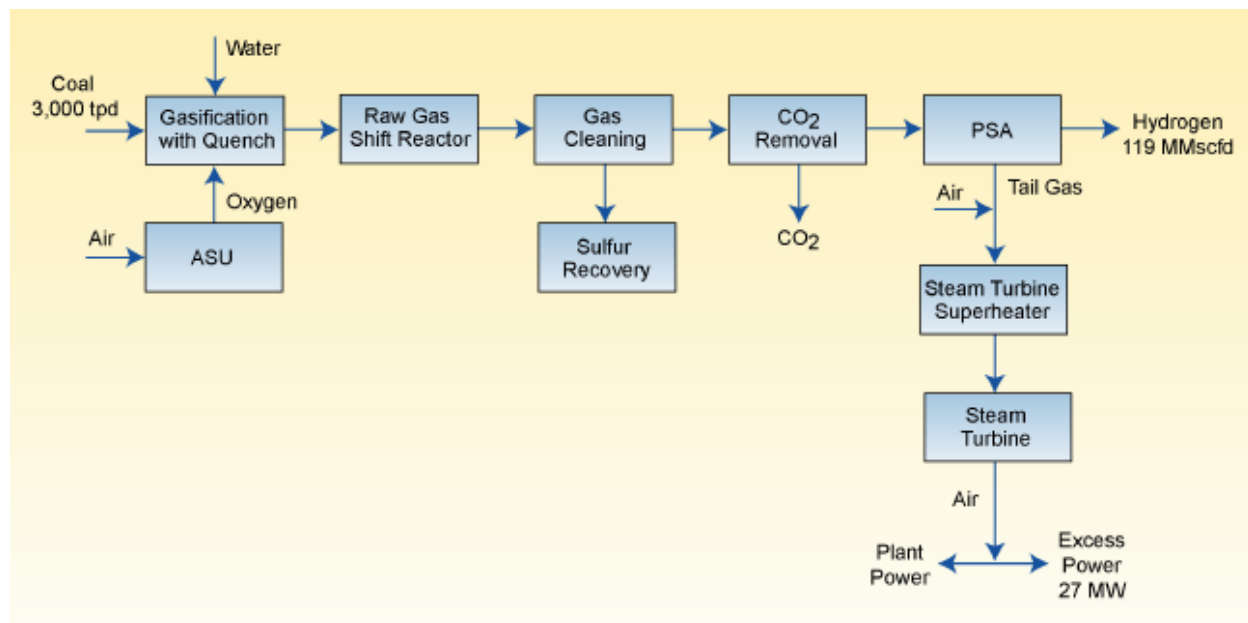 Water
Coal
3,000 tpd
Gasification
with Quench
Raw Gas
Shift Reactor
Gas
Cleaning
CO2
Removal
PSA
Hydrogen
119 MMscfd
Oxygen
Air
Tail Gas
Air
ASU
Sulfur
Recovery
CO2
Steam Turbine
Superheater
Steam
Turbine
Air
Plant
Power
Excess
Power
27 MW